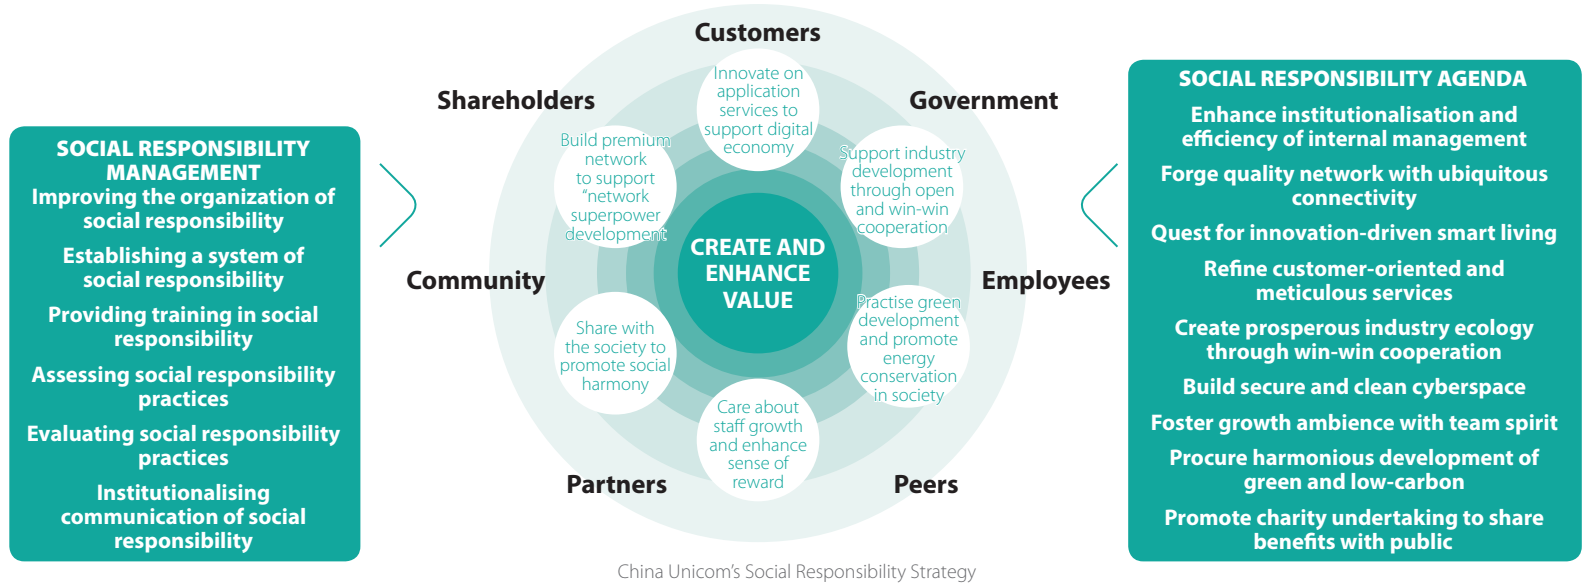 SOCIAL RESPONSIBILITY
MANAGEMENT
Improving the organization of
social responsibility
Establishing a system of
social responsibility
Providing training in social
responsibility
Assessing social responsibility
practices
Evaluating social responsibility
practices
Institutionalising
communication of social
responsibility
Customers
Shareholders
Government
Community
Employees
Partners
Peers
Innovate on
application
services to
support digital
economy
Build premium
network
to support
“network
superpower
development
Support industry
development
through open
and win-win
cooperation
CREATE AND
ENHANCE
VALUE
Share with
the society to
promote social
harmony
Practise green
development
and promote
energy
conservation
in society
Care about
staff growth
and enhance
sense of
reward
SOCIAL RESPONSIBILITY AGENDA
Enhance institutionalisation and
efficiency of internal management
Forge quality network with ubiquitous
connectivity
Quest for innovation-driven smart living
Refine customer-oriented and
meticulous services
Create prosperous industry ecology
through win-win cooperation
Build secure and clean cyberspace
Foster growth ambience with team spirit
Procure harmonious development of
green and low-carbon
Promote charity undertaking to share
benefits with public
China Unicom’s Social Responsibility Strategy